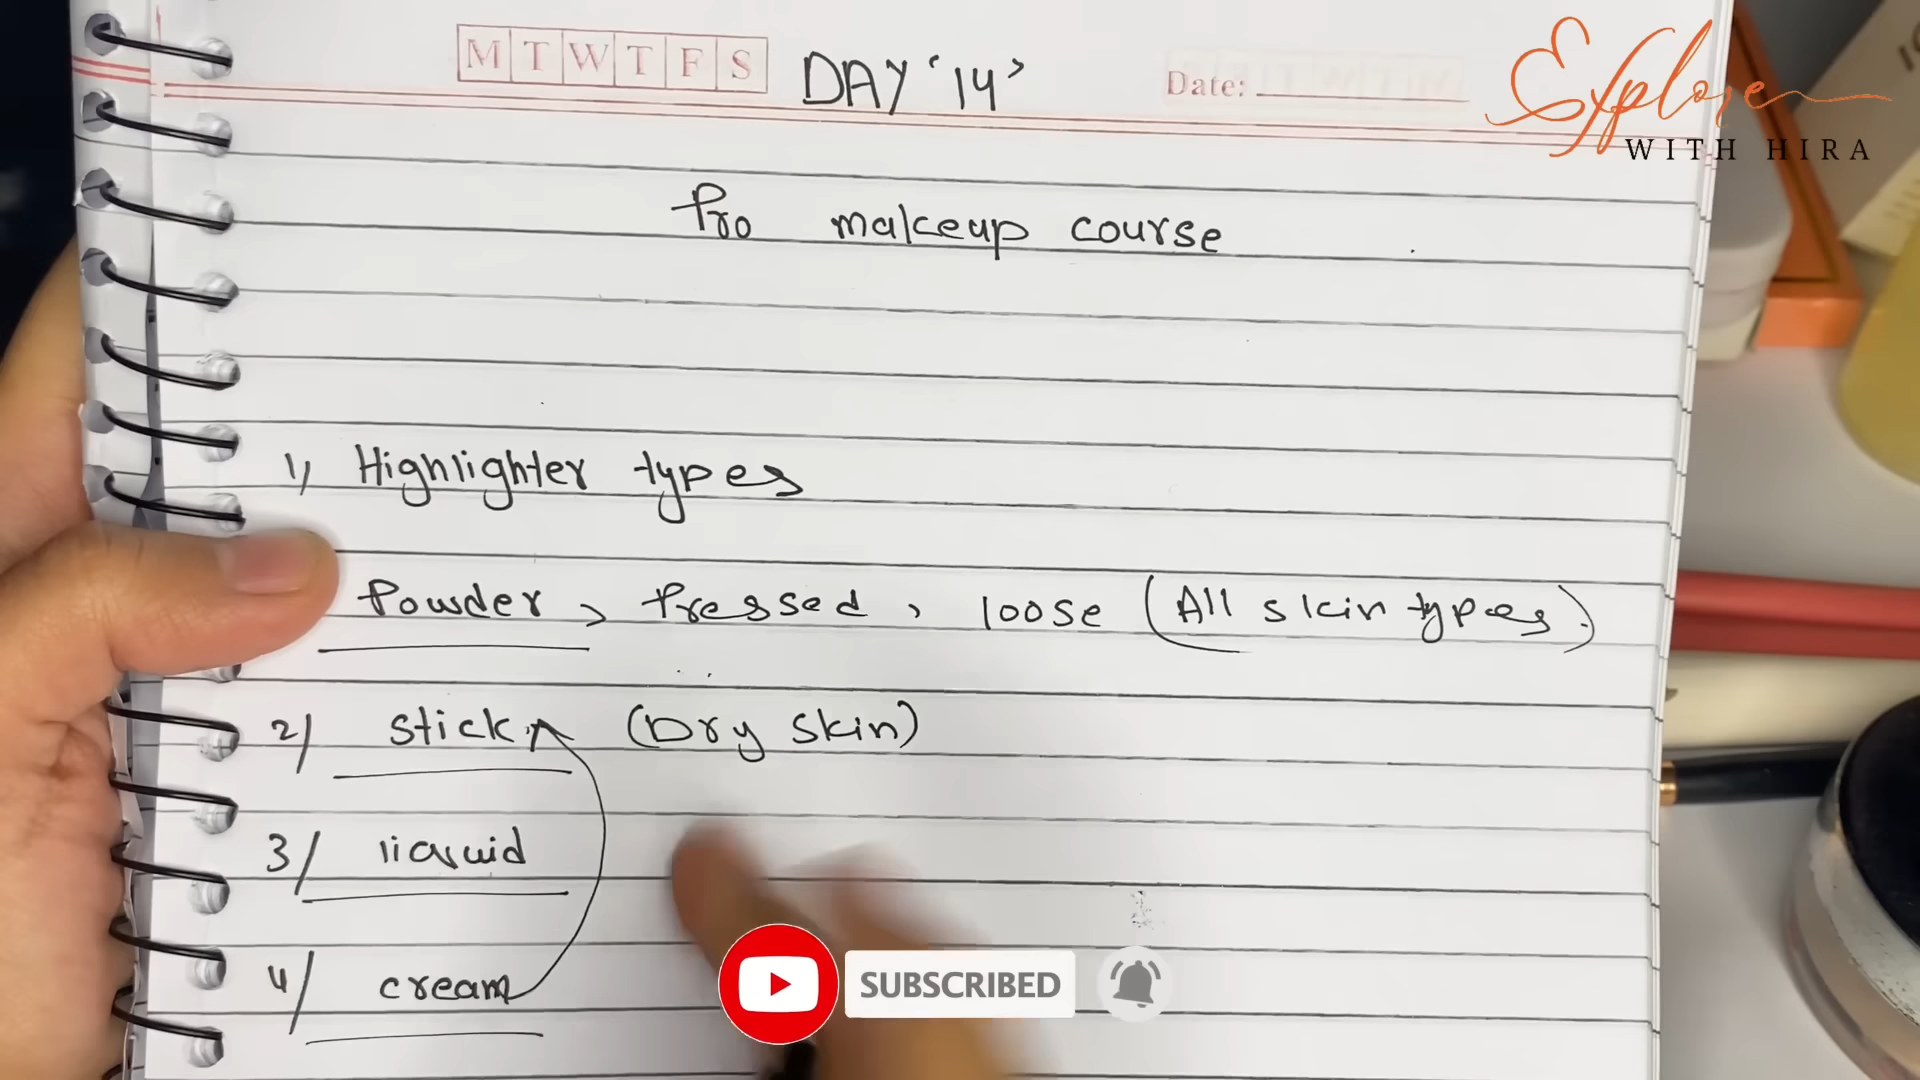 M T W T F S
DAY '14'
Date:
Explore
WITH HIRA
Pro makeup course
1) Highlighter types
Powder > Pressed , loose (All skin types).
2/ stick (Dry skin)
3/ liquid
4/ cream
SUBSCRIBED